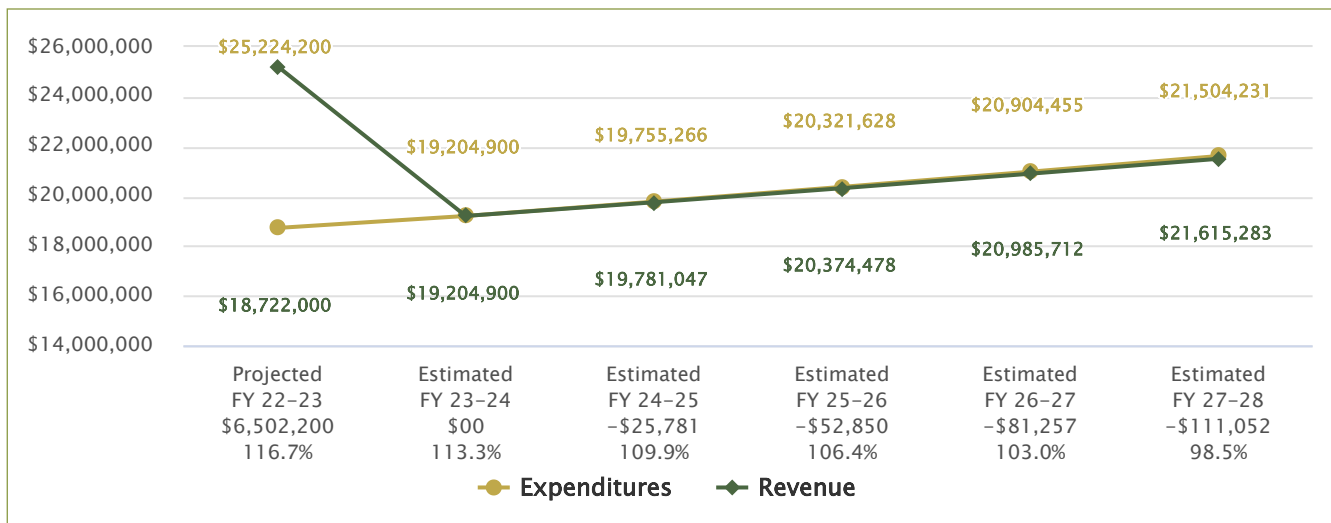 $26,000,000
$24,000,000
$22,000,000
$20,000,000
$18,000,000
$16,000,000
$14,000,000
$25,224,200
$19,204,900
$19,755,266
$20,321,628
$20,904,455
$21,504,231
$18,722,000
$19,204,900
$19,781,047
$20,374,478
$20,985,712
$21,615,283
Projected
FY 22-23
$6,502,200
116.7%
Estimated
FY 23-24
$00
113.3%
Estimated
FY 24-25
-$25,781
109.9%
Estimated
FY 25-26
-$52,850
106.4%
Estimated
FY 26-27
-$81,257
103.0%
Estimated
FY 27-28
-$111,052
98.5%
Expenditures
Revenue